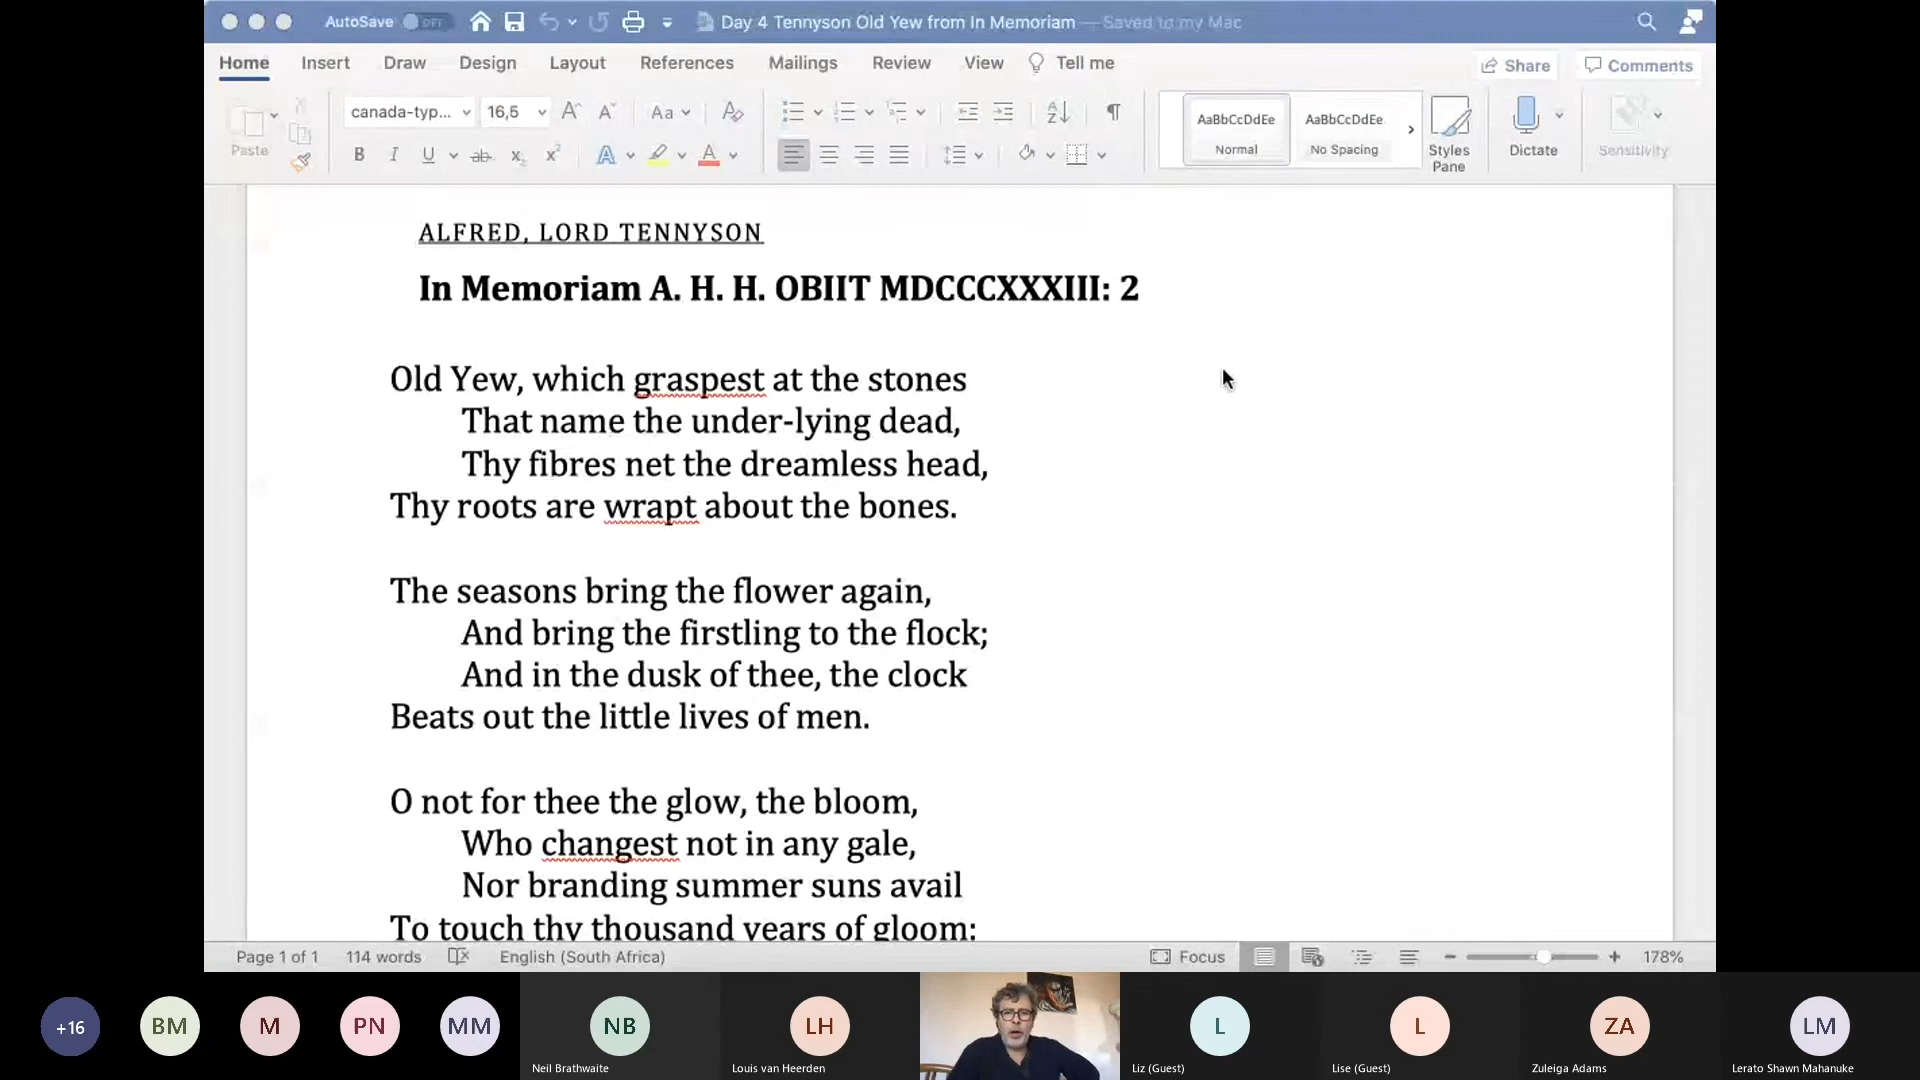 AutoSave OFF Day 4 Tennyson Old Yew from In Memoriam — Saved to my Mac
Home Insert Draw Design Layout References Mailings Review View Tell me Share Comments
Paste canada-typ... 16,5 Aa AaBbCcDdEe AaBbCcDdEe
Normal No Spacing Styles Pane Dictate Sensitivity
ALFRED, LORD TENNYSON
In Memoriam A. H. H. OBIIT MDCCCXXXIII: 2
Old Yew, which graspest at the stones
That name the under-lying dead,
Thy fibres net the dreamless head,
Thy roots are wrapt about the bones.
The seasons bring the flower again,
And bring the firstling to the flock;
And in the dusk of thee, the clock
Beats out the little lives of men.
O not for thee the glow, the bloom,
Who changest not in any gale,
Nor branding summer suns avail
To touch thy thousand years of gloom:
Page 1 of 1 114 words English (South Africa) Focus 178%
+16 BM M PN MM NB LH L L ZA LM
Neil Brathwaite Louis van Heerden Liz (Guest) Lise (Guest) Zuleiga Adams Lerato Shawn Mahanuke